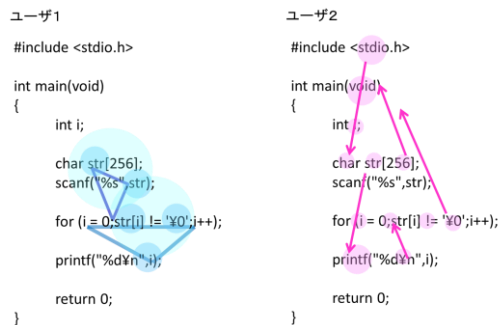 ユーザ1
#include <stdio.h>
int main(void)
{
int i;
char str[256];
scanf("%s",str);
for (i = 0;str[i] != '¥0';i++);
printf("%d¥n",i);
return 0;
}
ユーザ2
#include <stdio.h>
int main(void)
{
int i;
char str[256];
scanf("%s",str);
for (i = 0;str[i] != '¥0';i++);
printf("%d¥n",i);
return 0;
}